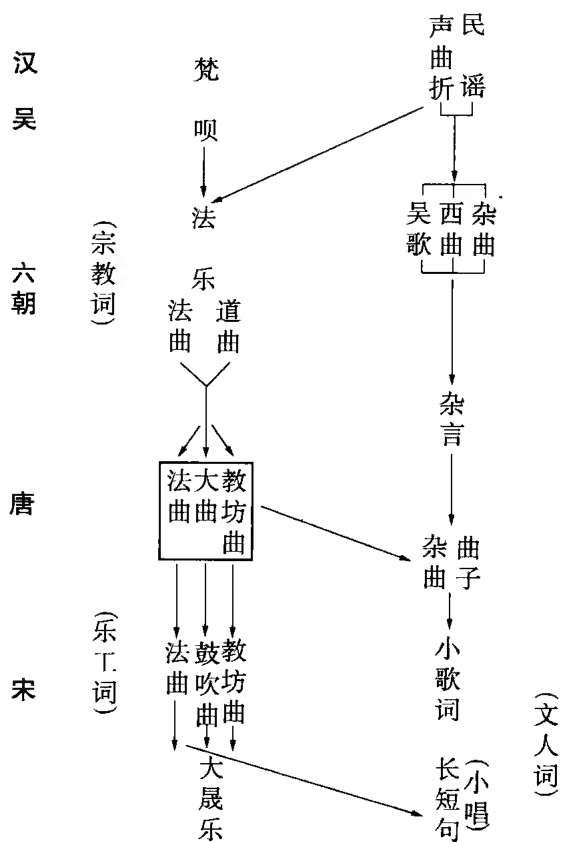 汉
吴
六朝
唐
宋
(宗教词)
(乐工词)
梵呗
法乐
法曲
道曲
法曲
大曲
教坊曲
法曲
鼓吹曲
教坊曲
大晟乐
民谣
声曲折
吴歌
西曲
杂曲
杂言
杂曲
曲子
小歌词
长短句
(小唱)
(文人词)